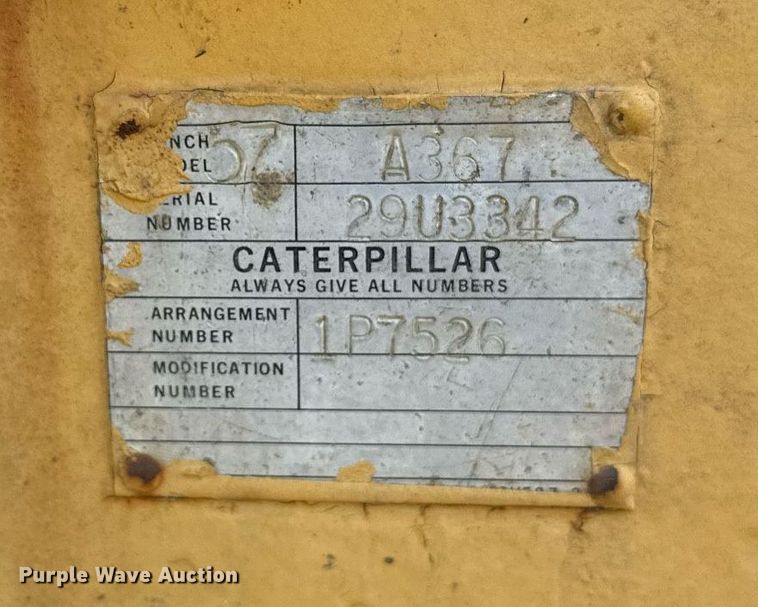 NCH 57 A367
DEL
ERIAL
NUMBER 29U3342
CATERPILLAR
ALWAYS GIVE ALL NUMBERS
ARRANGEMENT
NUMBER 1P7526
MODIFICATION
NUMBER
Purple Wave Auction